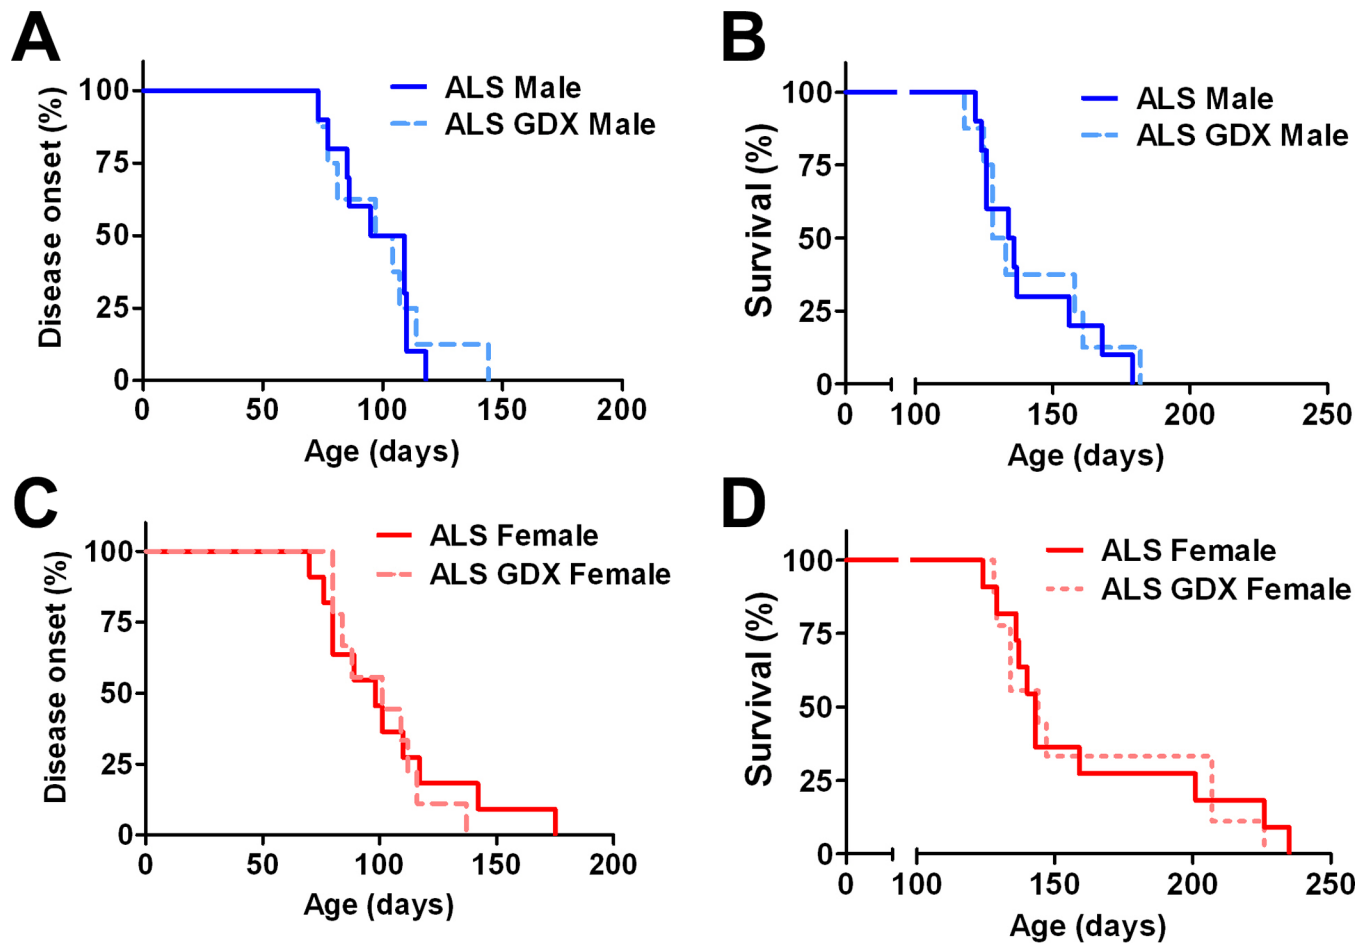 A
Disease onset (%)
100
75
50
25
0
ALS Male
ALS GDX Male
0 50 100 150 200
Age (days)
B
Survival (%)
100
75
50
25
0
ALS Male
ALS GDX Male
0 100 150 200 250
Age (days)
C
Disease onset (%)
100
75
50
25
0
ALS Female
ALS GDX Female
0 50 100 150 200
Age (days)
D
Survival (%)
100
75
50
25
0
ALS Female
ALS GDX Female
0 100 150 200 250
Age (days)